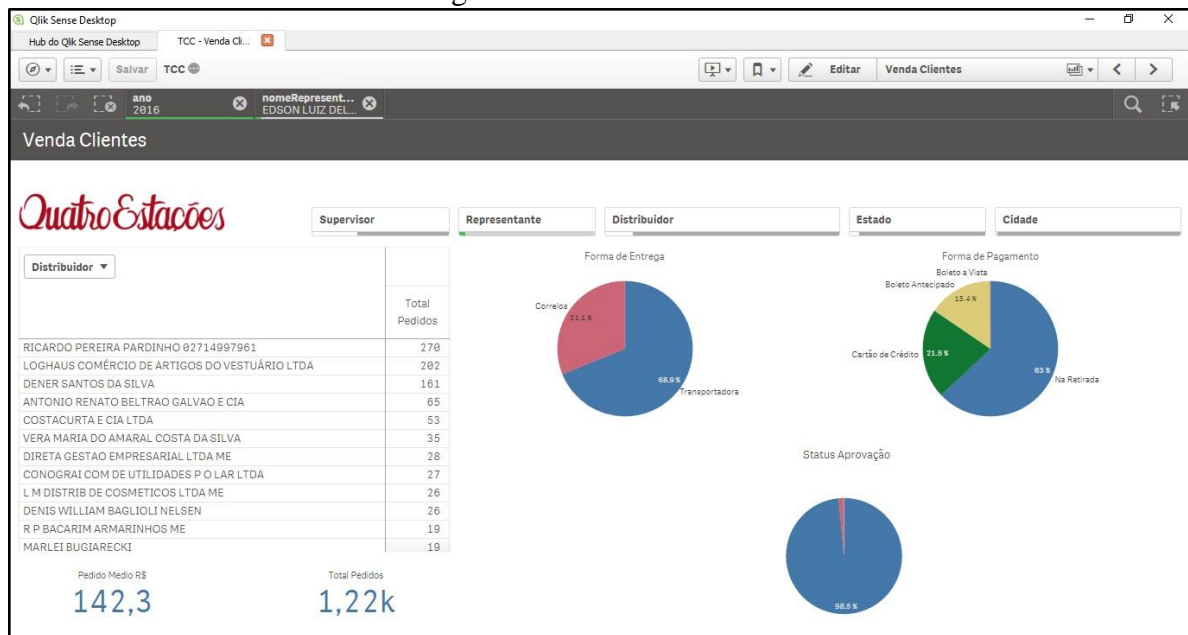 Qlik Sense Desktop
Hub do Qlik Sense Desktop
TCC - Venda Cli...
Salvar
TCC
Editar
Venda Clientes
ano
2016
nomeRepresent...
EDSON LUIZ DEL...
Venda Clientes
Quatro Estações
Supervisor
Representante
Distribuidor
Estado
Cidade
Distribuidor
Total
Pedidos
RICARDO PEREIRA PARDINHO 02714997961 270
LOGHAUS COMÉRCIO DE ARTIGOS DO VESTUÁRIO LTDA 202
DENER SANTOS DA SILVA 161
ANTONIO RENATO BELTRAO GALVAO E CIA 65
COSTACURTA E CIA LTDA 53
VERA MARIA DO AMARAL COSTA DA SILVA 35
DIRETA GESTAO EMPRESARIAL LTDA ME 28
CONOGRAI COM DE UTILIDADES P O LAR LTDA 27
L M DISTRIB DE COSMETICOS LTDA ME 26
DENIS WILLIAM BAGLIOLI NELSEN 26
R P BACARIM ARMARINHOS ME 19
MARLEI BUGIARECKI 19
Pedido Medio R$
142,3
Total Pedidos
1,22k
Forma de Entrega
Correios
31.1 %
68.9 %
Transportadora
Forma de Pagamento
Boleto a Vista
Boleto Antecipado
15.4 %
Cartão de Crédito
21.5 %
63 %
Na Retirada
Status Aprovação
98.5 %